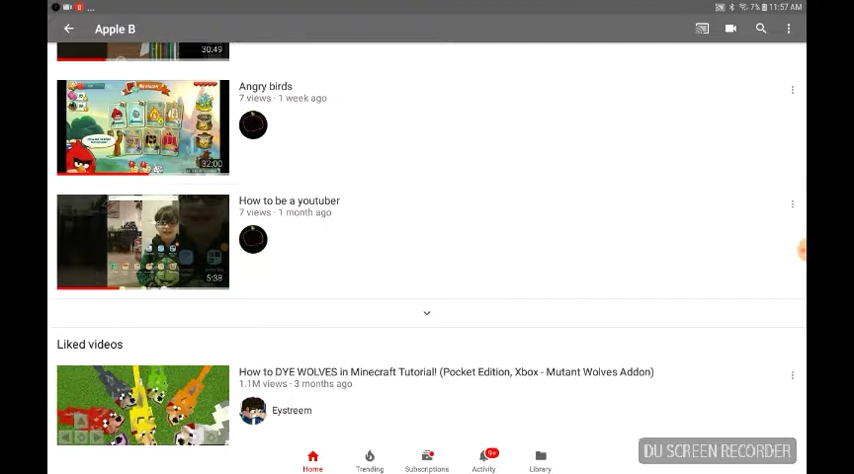 7% 11:57 AM
Apple B
30:49
Angry birds
7 views · 1 week ago
32:00
How to be a youtuber
7 views · 1 month ago
5:38
Liked videos
How to DYE WOLVES in Minecraft Tutorial! (Pocket Edition, Xbox - Mutant Wolves Addon)
1.1M views · 3 months ago
Eystreem
DU SCREEN RECORDER
9+
Home Trending Subscriptions Activity Library